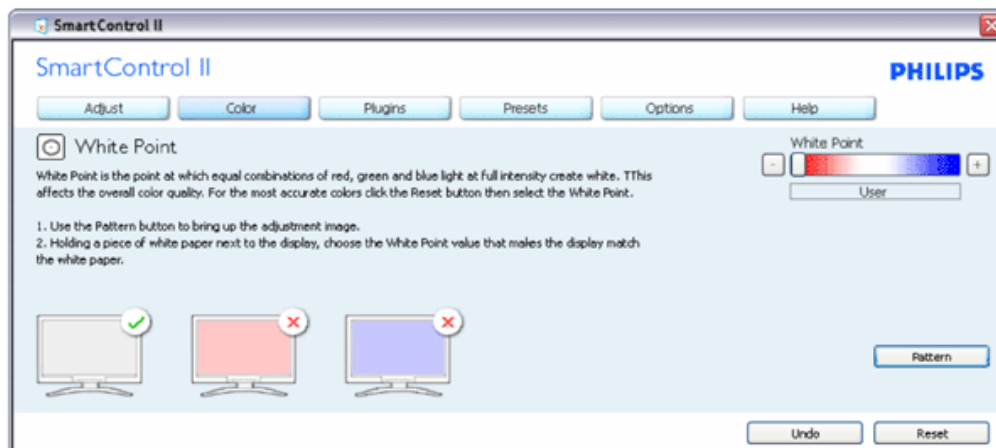 SmartControl II
SmartControl II
PHILIPS
Adjust Color Plugins Presets Options Help
White Point
White Point is the point at which equal combinations of red, green and blue light at full intensity create white. TThis
affects the overall color quality. For the most accurate colors click the Reset button then select the White Point.
1. Use the Pattern button to bring up the adjustment image.
2. Holding a piece of white paper next to the display, choose the White Point value that makes the display match
the white paper.
White Point
- +
User
Pattern
Undo Reset